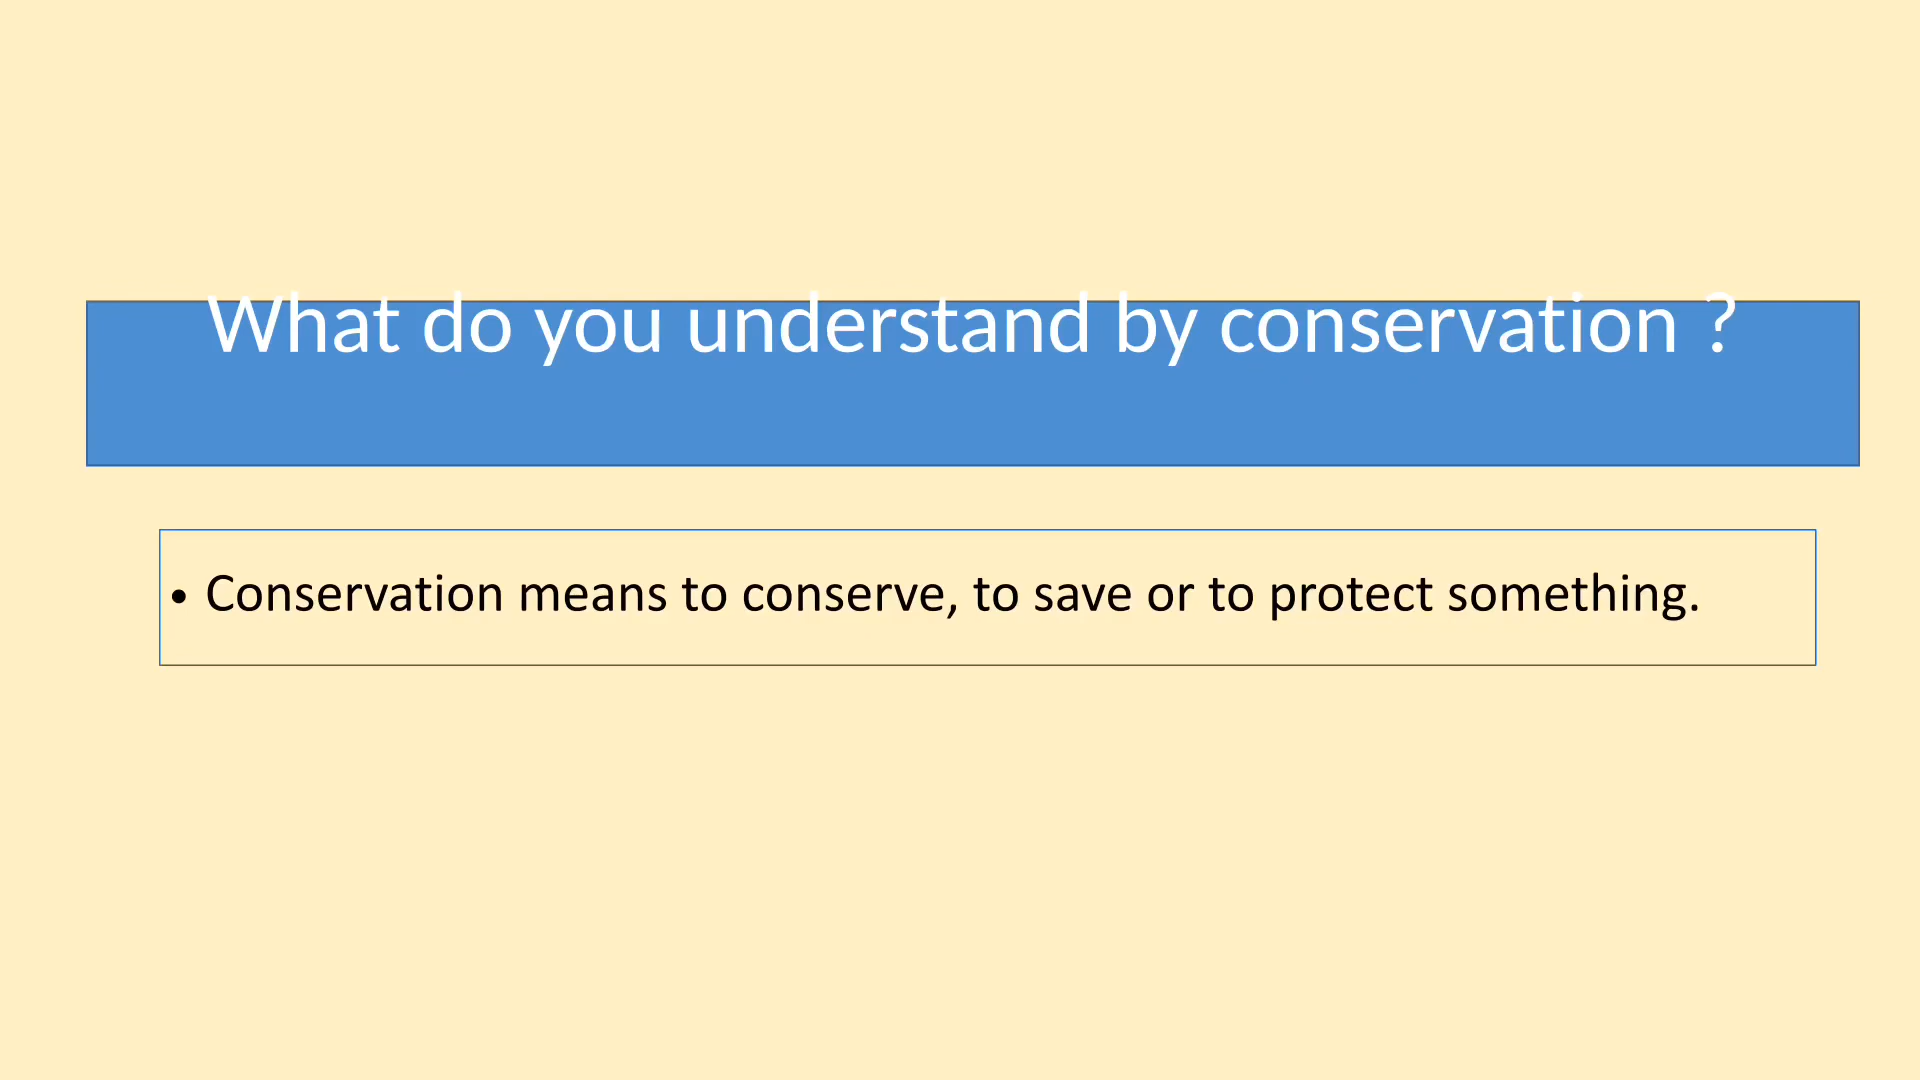 What do you understand by conservation ?
• Conservation means to conserve, to save or to protect something.